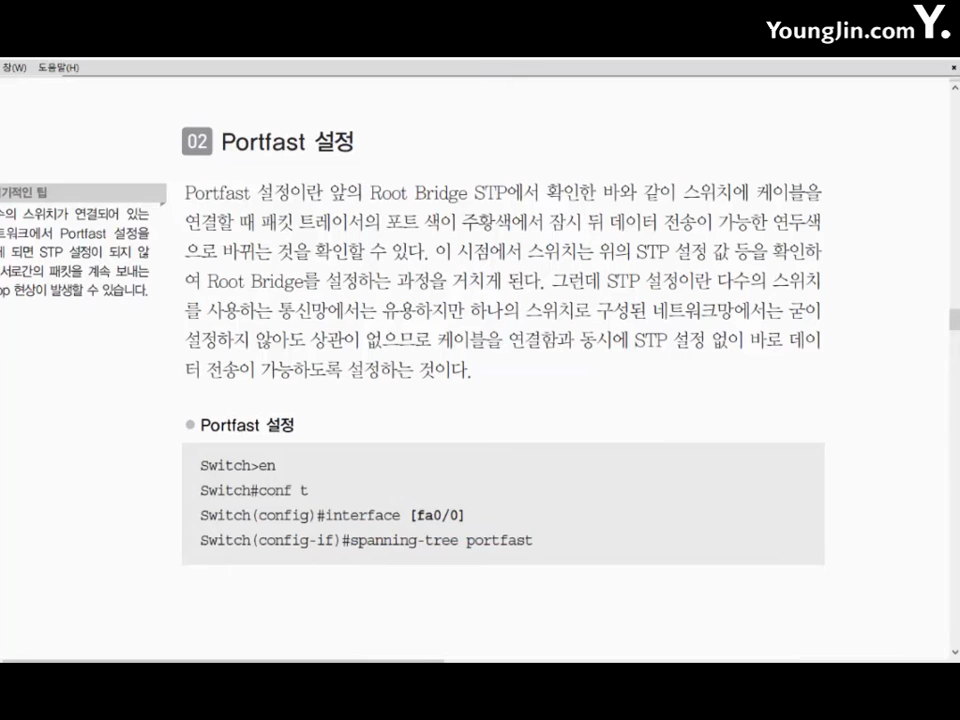 YoungJin.com Y.
창(W) 도움말(H)
02 Portfast 설정
Portfast 설정이란 앞의 Root Bridge STP에서 확인한 바와 같이 스위치에 케이블을
연결할 때 패킷 트레이서의 포트 색이 주황색에서 잠시 뒤 데이터 전송이 가능한 연두색
으로 바뀌는 것을 확인할 수 있다. 이 시점에서 스위치는 위의 STP 설정 값 등을 확인하
여 Root Bridge를 설정하는 과정을 거치게 된다. 그런데 STP 설정이란 다수의 스위치
를 사용하는 통신망에서는 유용하지만 하나의 스위치로 구성된 네트워크망에서는 굳이
설정하지 않아도 상관이 없으므로 케이블을 연결함과 동시에 STP 설정 없이 바로 데이
터 전송이 가능하도록 설정하는 것이다.
팁
스위치가 연결되어 있는
Portfast 설정을
되면 STP 설정이 되지 않
서로간의 패킷을 계속 보내는
현상이 발생할 수 있습니다.
Portfast 설정
Switch>en
Switch#conf t
Switch(config)#interface [fa0/0]
Switch(config-if)#spanning-tree portfast